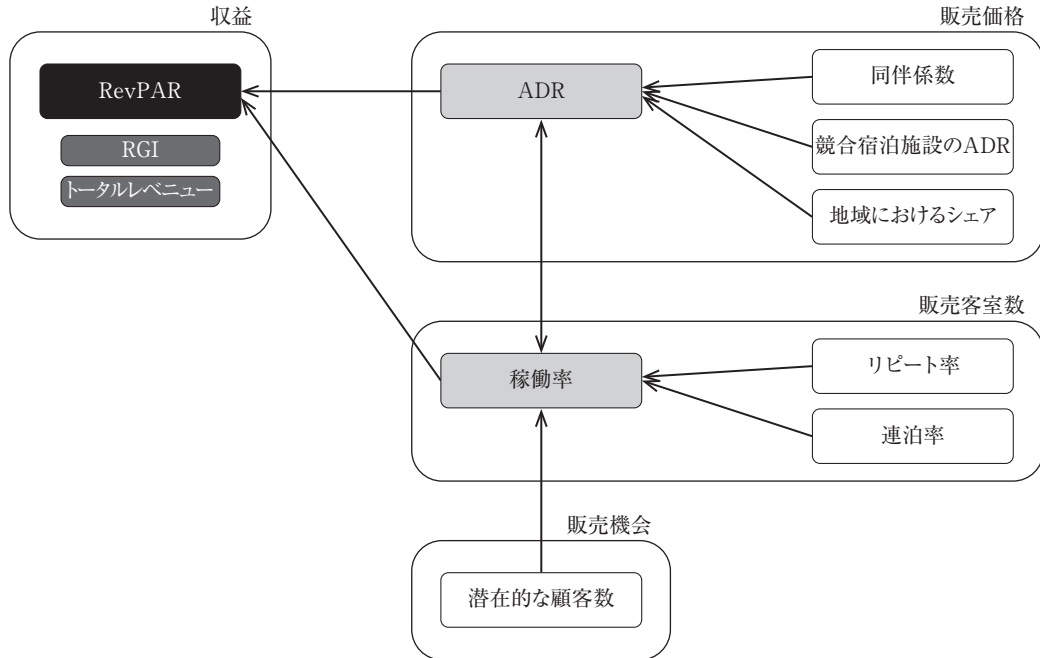 収益
RevPAR
RGI
トータルレベニュー
販売価格
ADR
同伴係数
競合宿泊施設のADR
地域におけるシェア
販売客室数
稼働率
リピート率
連泊率
販売機会
潜在的な顧客数